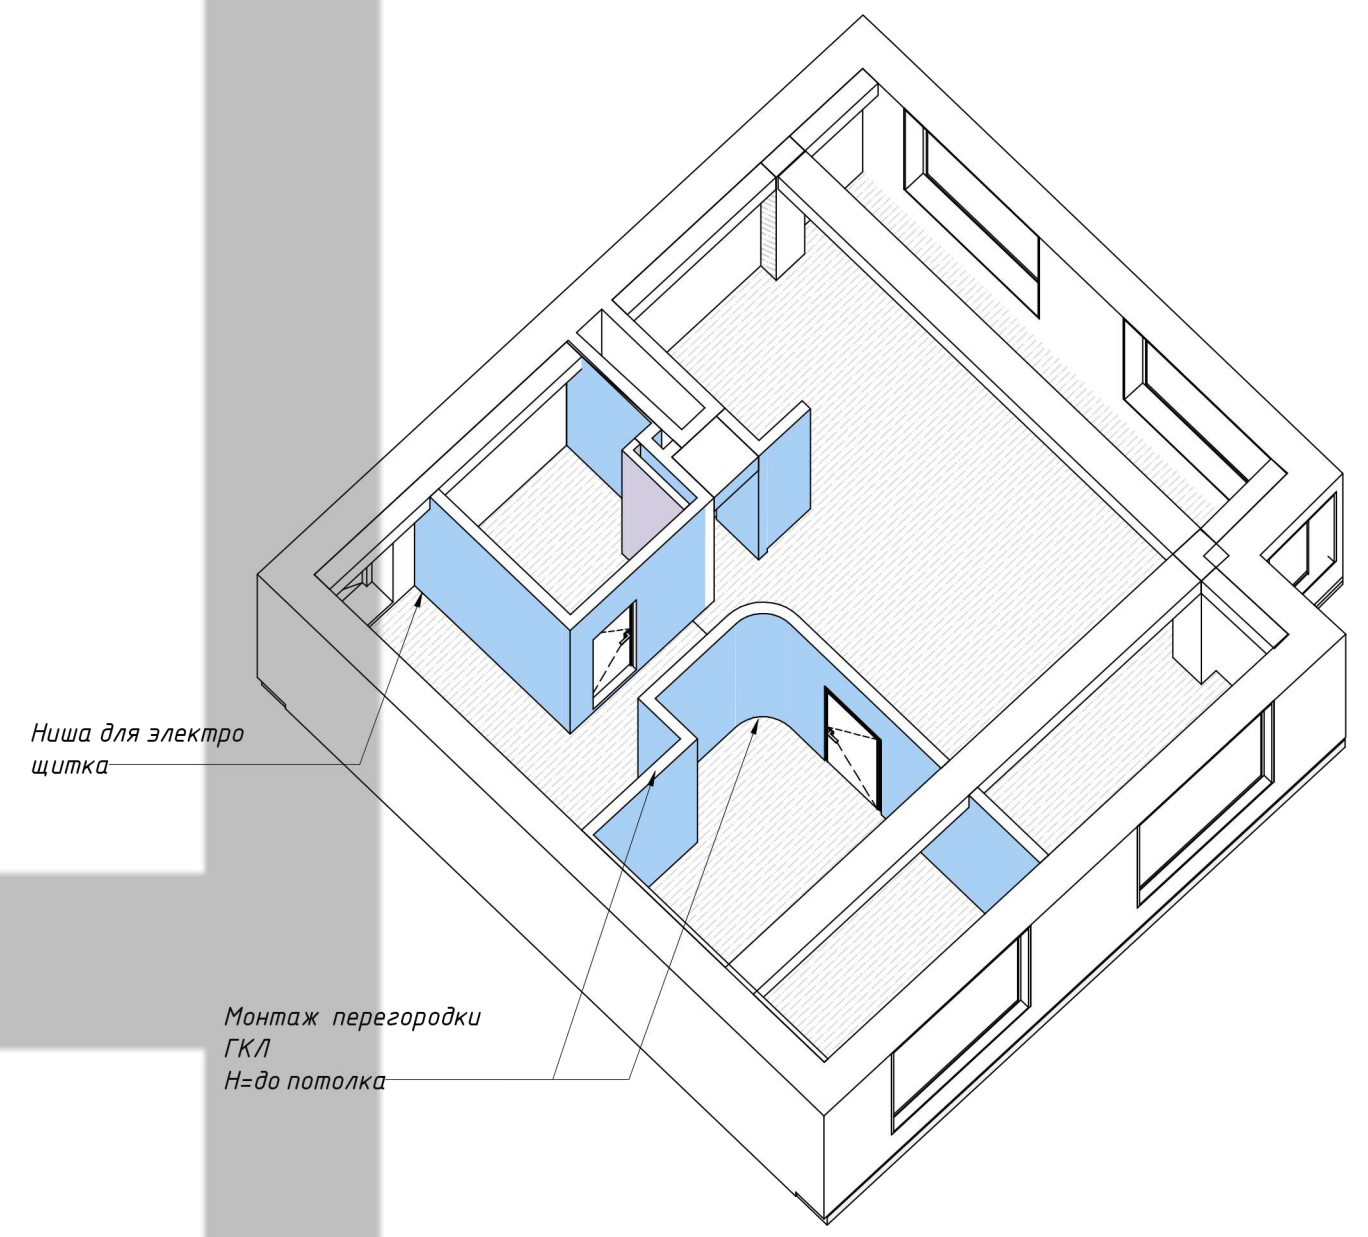 Ниша для электро
щитка
Монтаж перегородки
ГКЛ
Н=до потолка